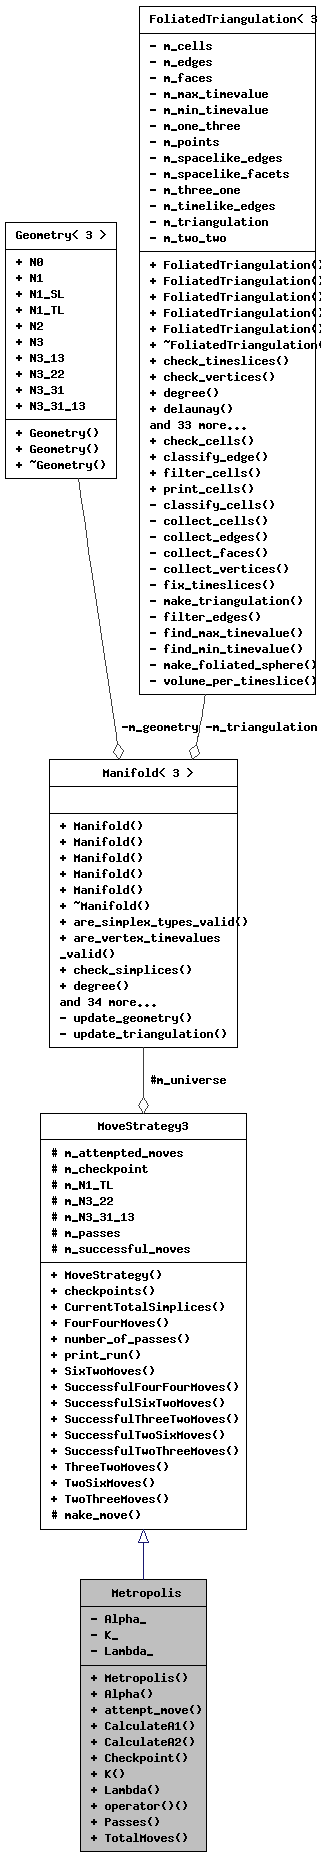 FoliatedTriangulation< 3
- m_cells
- m_edges
- m_faces
- m_max_timevalue
- m_min_timevalue
- m_one_three
- m_points
- m_spacelike_edges
- m_spacelike_facets
- m_three_one
- m_timelike_edges
- m_triangulation
- m_two_two
+ FoliatedTriangulation()
+ FoliatedTriangulation()
+ FoliatedTriangulation()
+ FoliatedTriangulation()
+ FoliatedTriangulation()
+ ~FoliatedTriangulation(
+ check_timeslices()
+ check_vertices()
+ degree()
+ delaunay()
and 33 more...
+ check_cells()
+ classify_edge()
+ filter_cells()
+ print_cells()
- classify_cells()
- collect_cells()
- collect_edges()
- collect_faces()
- collect_vertices()
- fix_timeslices()
- make_triangulation()
- filter_edges()
- find_max_timevalue()
- find_min_timevalue()
- make_foliated_sphere()
- volume_per_timeslice()
Geometry< 3 >
+ N0
+ N1
+ N1_SL
+ N1_TL
+ N2
+ N3
+ N3_13
+ N3_22
+ N3_31
+ N3_31_13
+ Geometry()
+ Geometry()
+ ~Geometry()
-m_geometry
-m_triangulation
Manifold< 3 >
+ Manifold()
+ Manifold()
+ Manifold()
+ Manifold()
+ Manifold()
+ ~Manifold()
+ are_simplex_types_valid()
+ are_vertex_timevalues
_valid()
+ check_simplices()
+ degree()
and 34 more...
- update_geometry()
- update_triangulation()
#m_universe
MoveStrategy3
# m_attempted_moves
# m_checkpoint
# m_N1_TL
# m_N3_22
# m_N3_31_13
# m_passes
# m_successful_moves
+ MoveStrategy()
+ checkpoints()
+ CurrentTotalSimplices()
+ FourFourMoves()
+ number_of_passes()
+ print_run()
+ SixTwoMoves()
+ SuccessfulFourFourMoves()
+ SuccessfulSixTwoMoves()
+ SuccessfulThreeTwoMoves()
+ SuccessfulTwoSixMoves()
+ SuccessfulTwoThreeMoves()
+ ThreeTwoMoves()
+ TwoSixMoves()
+ TwoThreeMoves()
# make_move()
Metropolis
- Alpha_
- K_
- Lambda_
+ Metropolis()
+ Alpha()
+ attempt_move()
+ CalculateA1()
+ CalculateA2()
+ Checkpoint()
+ K()
+ Lambda()
+ operator()()
+ Passes()
+ TotalMoves()